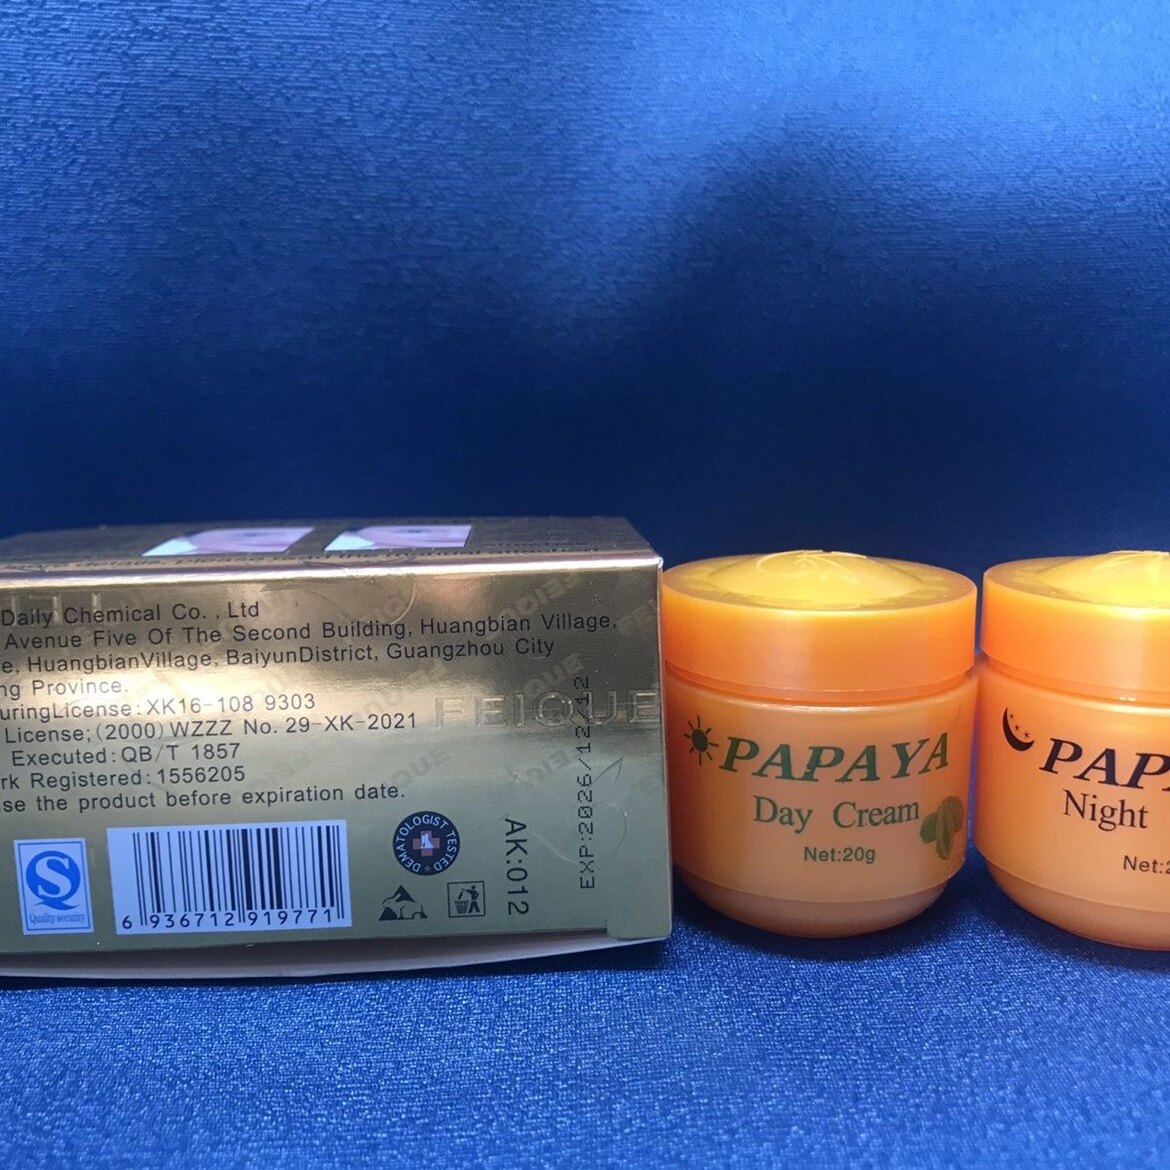 Daily Chemical Co. , Ltd
Avenue Five Of The Second Building, Huangbian Village,
e, HuangbianVillage, BaiyunDistrict, Guangzhou City
ng Province.
uringLicense:XK16-108 9303
License;(2000)WZZZ No. 29-XK-2021
Executed:QB/T 1857
rk Registered:1556205
se the product before expiration date.
FEIQUE
S
Quality security
6 936712 919771
DEMATOLOGIST TESTED
AK:012
EXP:2026/12/12
PAPAYA
Day Cream
Net:20g
PAPA
Night
Net:2